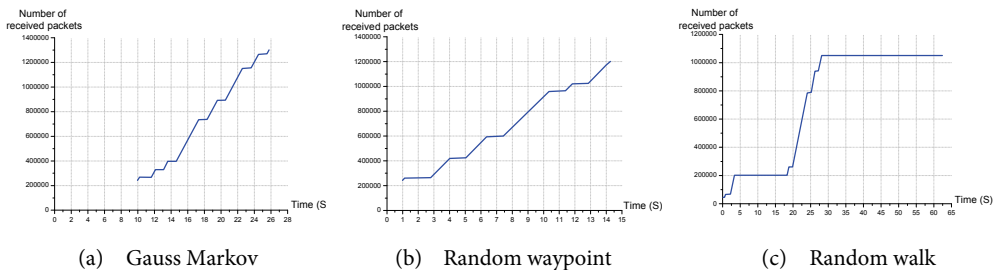 Number of
received packets
1400000
1200000
1000000
800000
600000
400000
200000
0
0 2 4 6 8 10 12 14 16 18 20 22 24 26 28
Time (S
(a) Gauss Markov
Number of
received packets
1400000
1200000
1000000
800000
600000
400000
200000
0
0 1 2 3 4 5 6 7 8 9 10 11 12 13 14 15
Time (S)
(b) Random waypoint
Number of
received packets
1200000
1000000
800000
600000
400000
200000
0
0 5 10 15 20 25 30 35 40 45 50 55 60 65
Time (S)
(c) Random walk